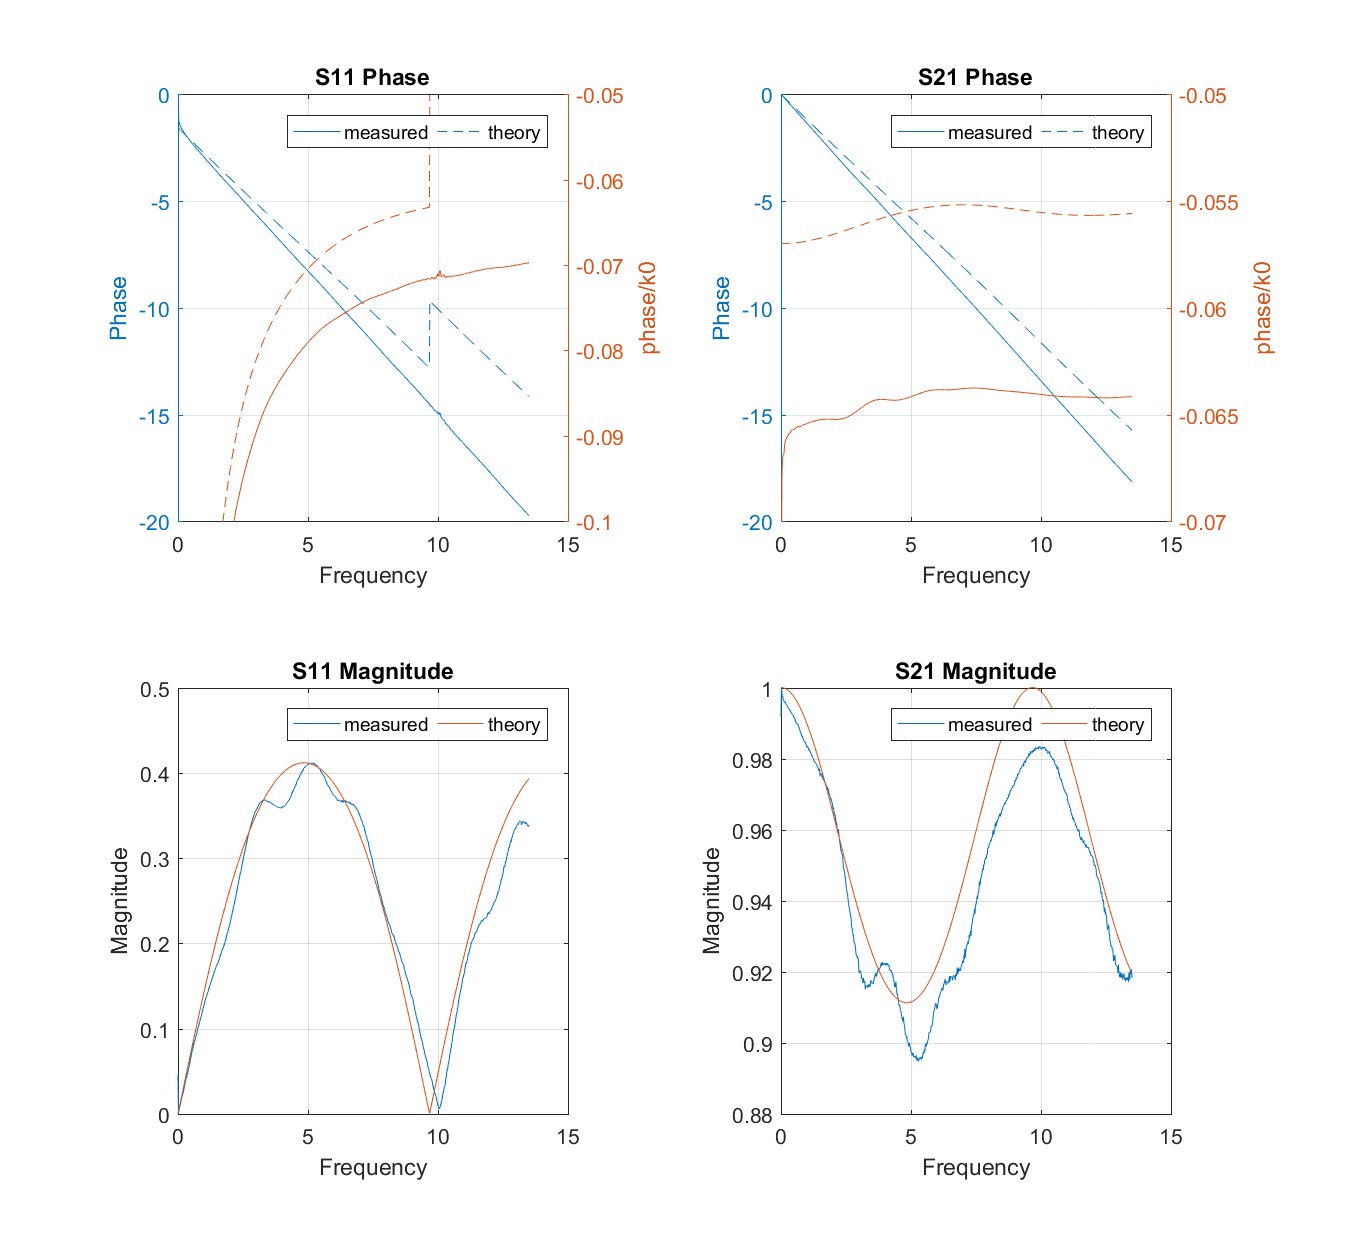 S11 Phase
0
-5
-10
-15
-20
Phase
-0.05
-0.06
-0.07
-0.08
-0.09
-0.1
phase/k0
measured theory
0 5 10 15
Frequency
S21 Phase
0
-5
-10
-15
-20
Phase
-0.05
-0.055
-0.06
-0.065
-0.07
phase/k0
measured theory
0 5 10 15
Frequency
S11 Magnitude
0.5
0.4
0.3
0.2
0.1
0
Magnitude
measured theory
0 5 10 15
Frequency
S21 Magnitude
1
0.98
0.96
0.94
0.92
0.9
0.88
Magnitude
measured theory
0 5 10 15
Frequency